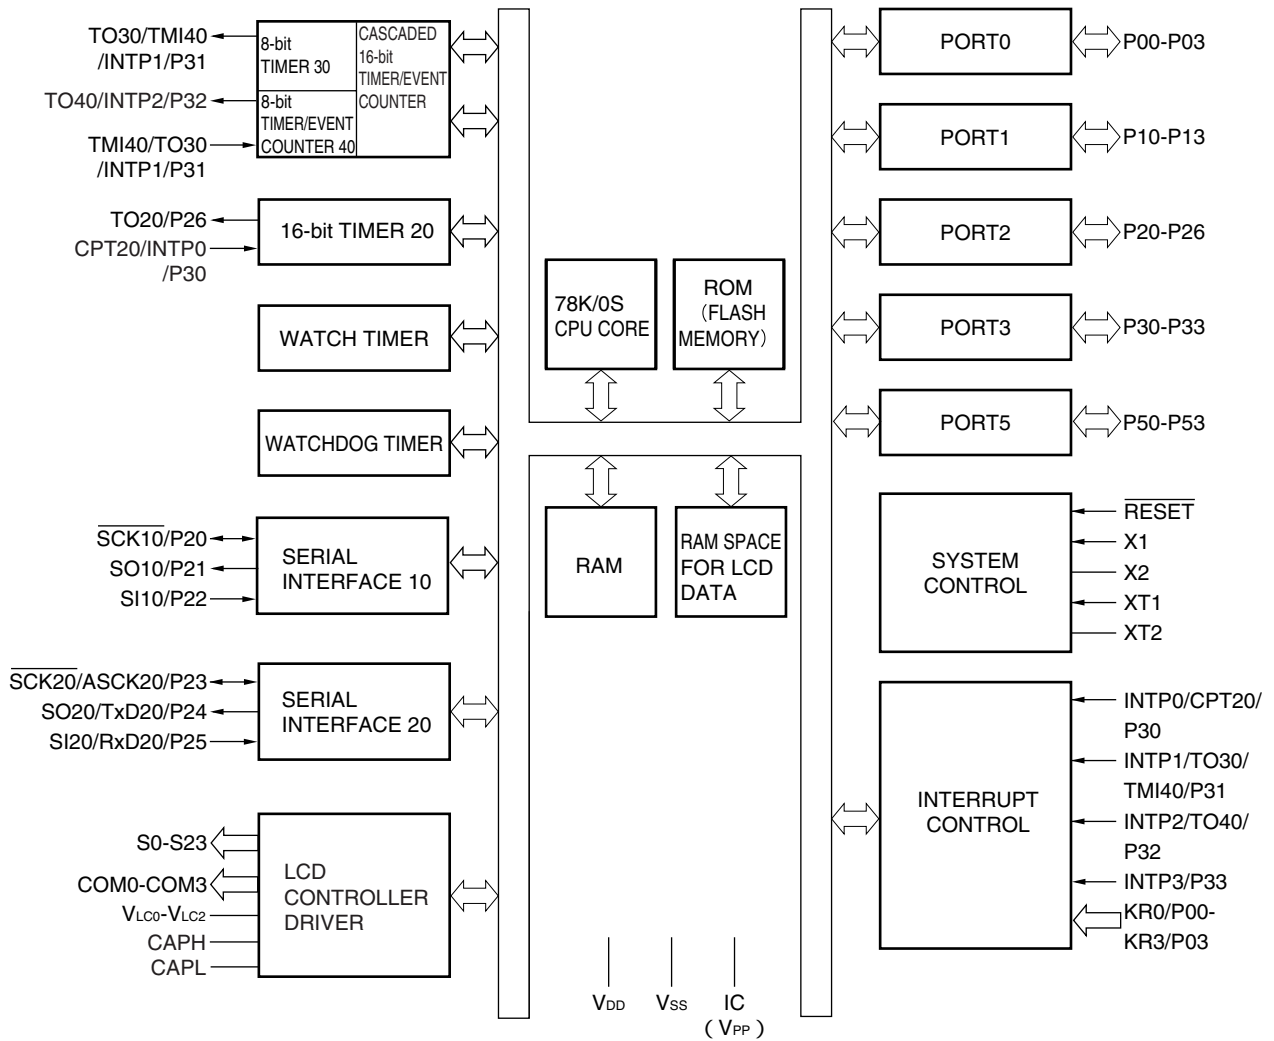 TO30/TMI40
/INTP1/P31
TO40/INTP2/P32
TMI40/TO30
/INTP1/P31
8-bit
TIMER 30
8-bit
TIMER/EVENT
COUNTER 40
CASCADED
16-bit
TIMER/EVENT
COUNTER
TO20/P26
CPT20/INTP0
/P30
16-bit TIMER 20
WATCH TIMER
WATCHDOG TIMER
SCK10/P20
SO10/P21
SI10/P22
SERIAL
INTERFACE 10
SCK20/ASCK20/P23
SO20/TxD20/P24
SI20/RxD20/P25
SERIAL
INTERFACE 20
S0-S23
COM0-COM3
VLC0-VLC2
CAPH
CAPL
LCD
CONTROLLER
DRIVER
78K/0S
CPU CORE
ROM
(FLASH
MEMORY)
RAM
RAM SPACE
FOR LCD
DATA
VDD
VSS
IC
(VPP)
PORT0
P00-P03
PORT1
P10-P13
PORT2
P20-P26
PORT3
P30-P33
PORT5
P50-P53
SYSTEM
CONTROL
RESET
X1
X2
XT1
XT2
INTERRUPT
CONTROL
INTP0/CPT20/
P30
INTP1/TO30/
TMI40/P31
INTP2/TO40/
P32
INTP3/P33
KR0/P00-
KR3/P03